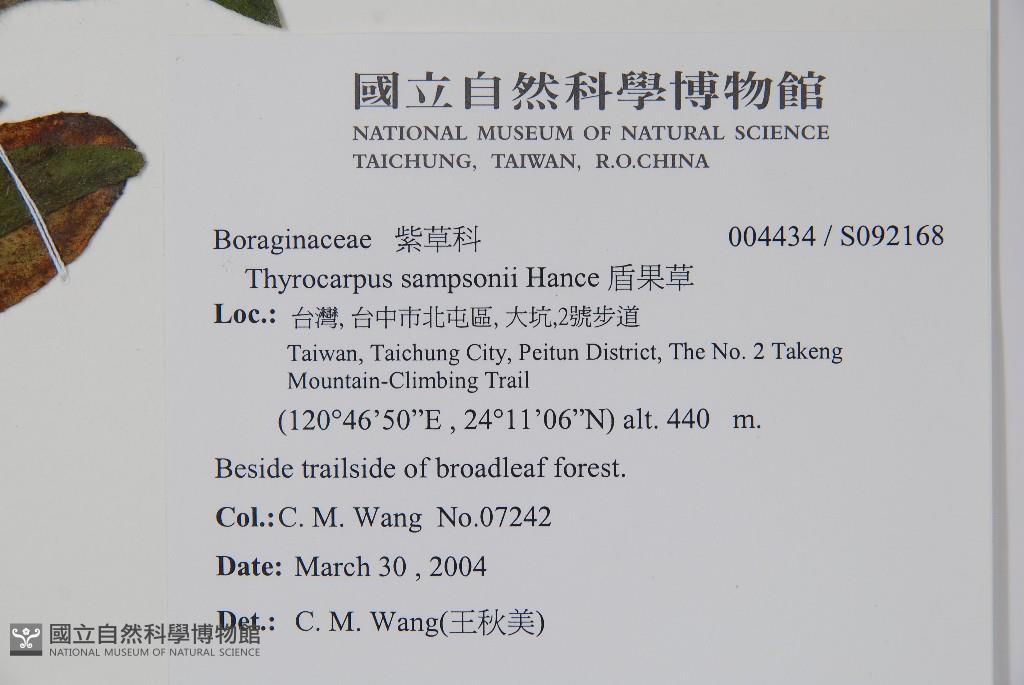 國立自然科學博物館
NATIONAL MUSEUM OF NATURAL SCIENCE
TAICHUNG, TAIWAN, R.O.CHINA
Boraginaceae 紫草科 004434 / S092168
Thyrocarpus sampsonii Hance 盾果草
Loc.: 台灣, 台中市北屯區, 大坑,2號步道
Taiwan, Taichung City, Peitun District, The No. 2 Takeng
Mountain-Climbing Trail
(120°46’50”E , 24°11’06”N) alt. 440 m.
Beside trailside of broadleaf forest.
Col.: C. M. Wang No.07242
Date: March 30 , 2004
Det.: C. M. Wang(王秋美)
國立自然科學博物館
NATIONAL MUSEUM OF NATURAL SCIENCE